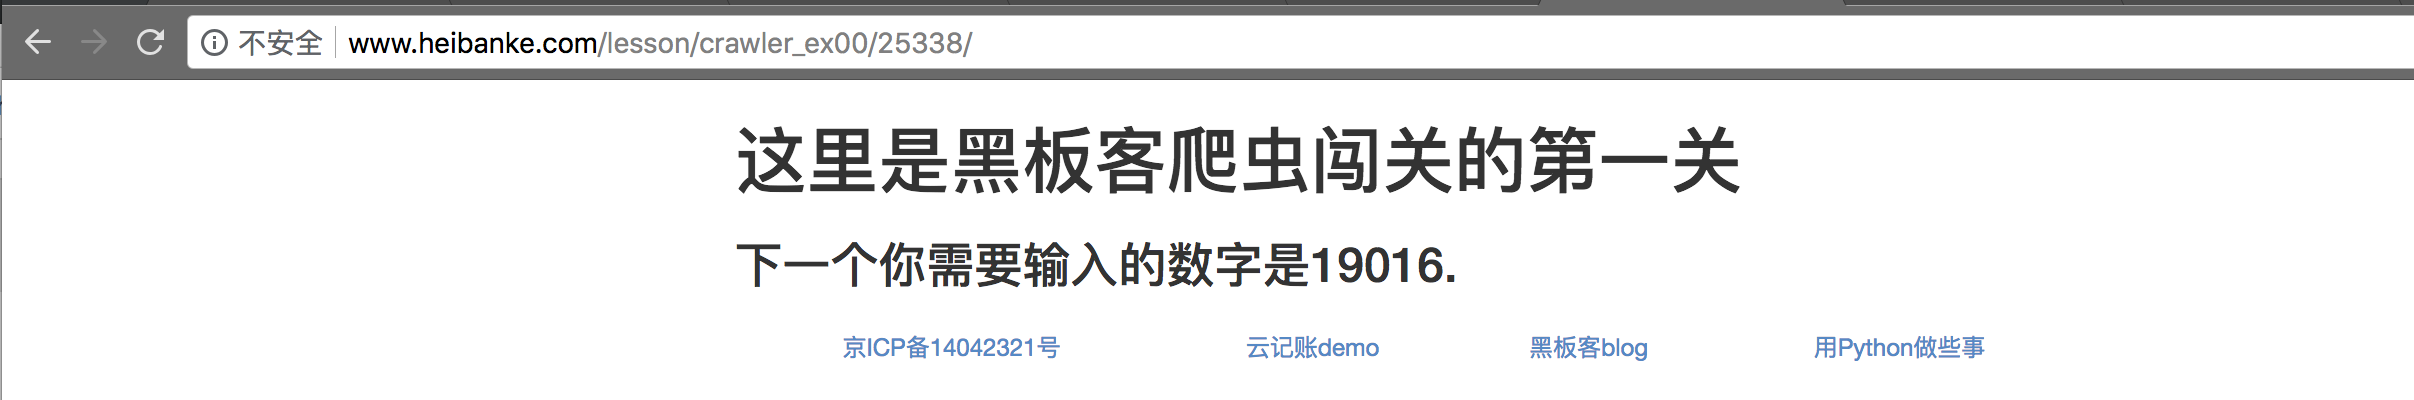 不安全 www.heibanke.com/lesson/crawler_ex00/25338/
这里是黑板客爬虫闯关的第一关
下一个你需要输入的数字是19016.
京ICP备14042321号 云记账demo 黑板客blog 用Python做些事